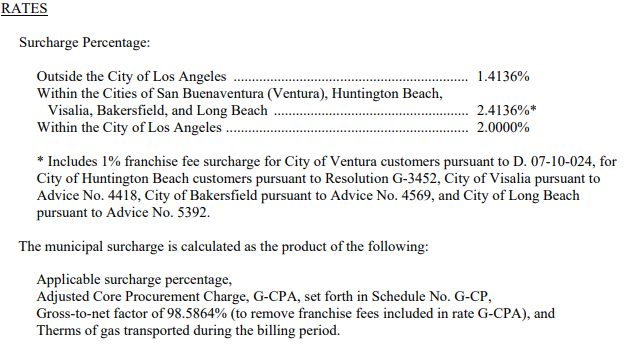 RATES
Surcharge Percentage:
Outside the City of Los Angeles ................................................................ 1.4136%
Within the Cities of San Buenaventura (Ventura), Huntington Beach,
Visalia, Bakersfield, and Long Beach ..................................................... 2.4136%*
Within the City of Los Angeles .................................................................. 2.0000%
* Includes 1% franchise fee surcharge for City of Ventura customers pursuant to D. 07-10-024, for
City of Huntington Beach customers pursuant to Resolution G-3452, City of Visalia pursuant to
Advice No. 4418, City of Bakersfield pursuant to Advice No. 4569, and City of Long Beach
pursuant to Advice No. 5392.
The municipal surcharge is calculated as the product of the following:
Applicable surcharge percentage,
Adjusted Core Procurement Charge, G-CPA, set forth in Schedule No. G-CP,
Gross-to-net factor of 98.5864% (to remove franchise fees included in rate G-CPA), and
Therms of gas transported during the billing period.